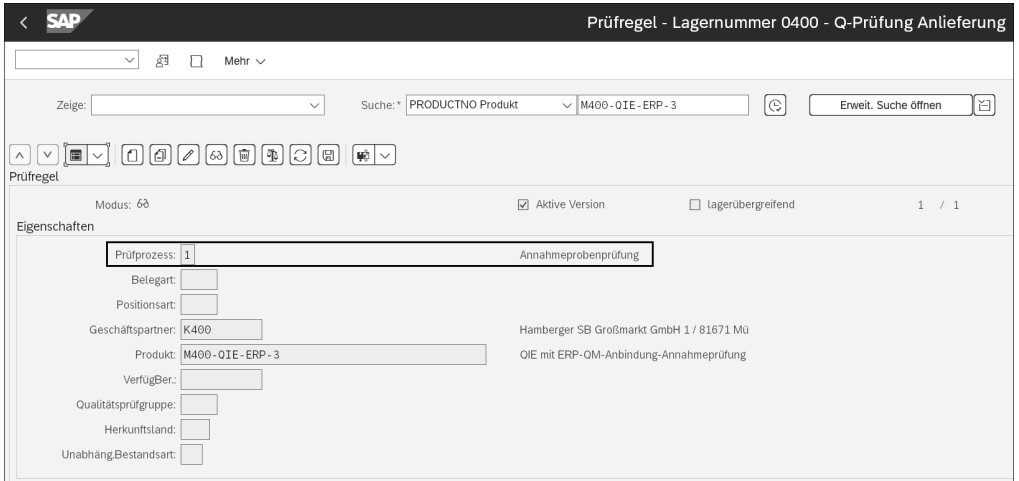 SAP Prüfregel - Lagernummer 0400 - Q-Prüfung Anlieferung
Mehr
Zeige: Suche:* PRODUCTNO Produkt M400-QIE-ERP-3 Erweit. Suche öffnen
Prüfregel
Modus: Aktive Version lagerübergreifend 1 / 1
Eigenschaften
Prüfprozess: 1 Annahmeprobenprüfung
Belegart:
Positionsart:
Geschäftspartner: K400 Hamberger SB Großmarkt GmbH 1 / 81671 Mü
Produkt: M400-QIE-ERP-3 QIE mit ERP-QM-Anbindung-Annahmeprüfung
VerfügBer.:
Qualitätsprüfgruppe:
Herkunftsland:
Unabhäng.Bestandsart: